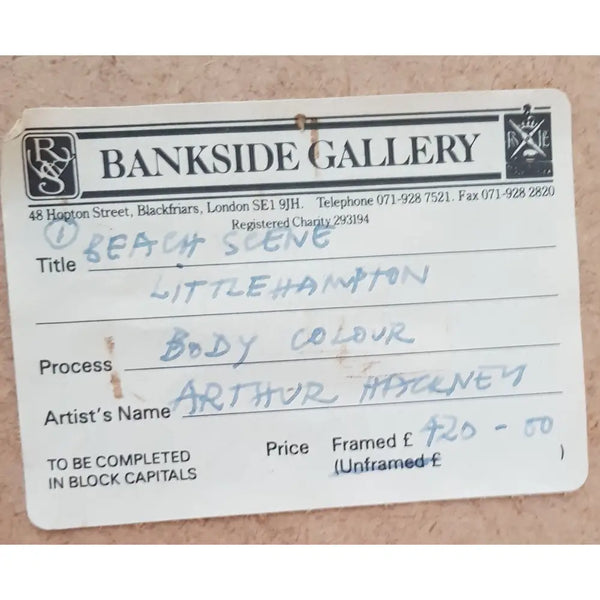 RWS
BANKSIDE GALLERY
RS
E
48 Hopton Street, Blackfriars, London SE1 9JH. Telephone 071-928 7521. Fax 071-928 2820
Registered Charity 293194
① BEACH SCENE
Title
LITTLEHAMPTON
Process BODY COLOUR
Artist's Name ARTHUR HACKNEY
TO BE COMPLETED
IN BLOCK CAPITALS
Price Framed £ 420-00
(Unframed £ )